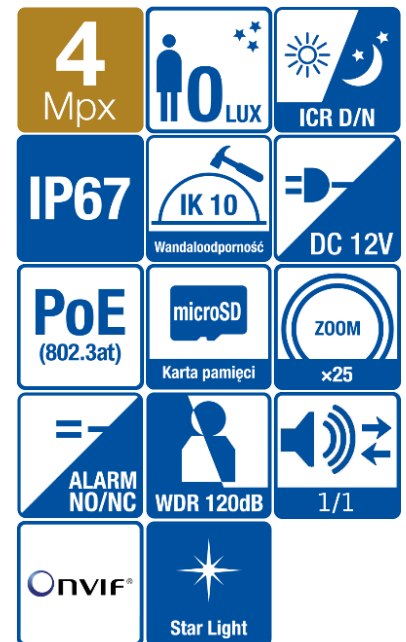 4
Mpx
0 LUX
ICR D/N
IP67
IK 10
Wandaloodporność
DC 12V
PoE
(802.3at)
microSD
Karta pamięci
ZOOM
×25
ALARM
NO/NC
WDR 120dB
1/1
ONVIF®
Star Light